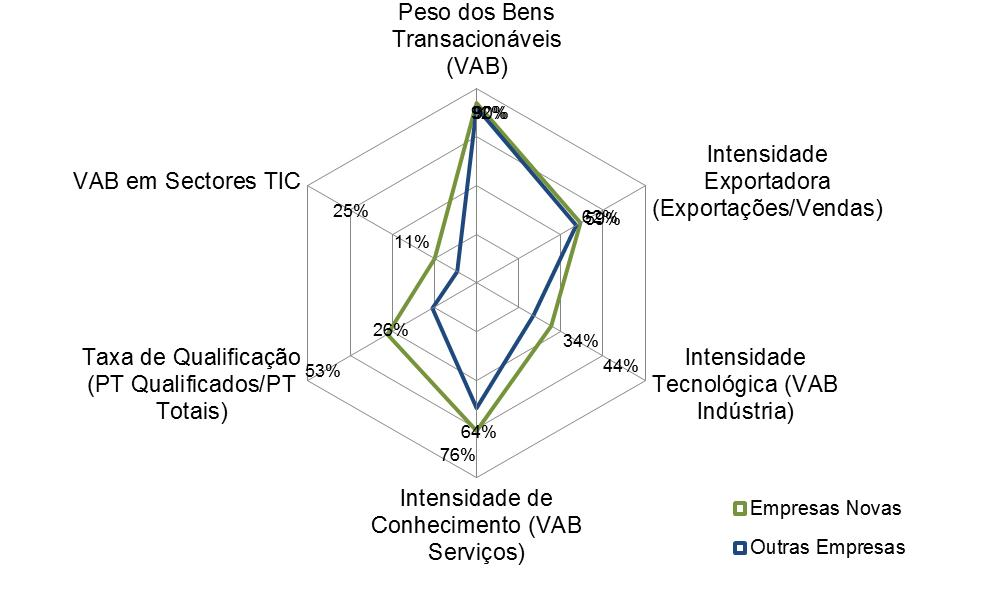 Peso dos Bens
Transacionáveis
(VAB)
Intensidade
Exportadora
(Exportações/Vendas)
VAB em Sectores TIC
25%
11%
62%
59%
34%
44%
Intensidade
Tecnológica (VAB
Indústria)
26%
53%
Taxa de Qualificação
(PT Qualificados/PT
Totais)
64%
76%
Intensidade de
Conhecimento (VAB
Serviços)
Empresas Novas
Outras Empresas